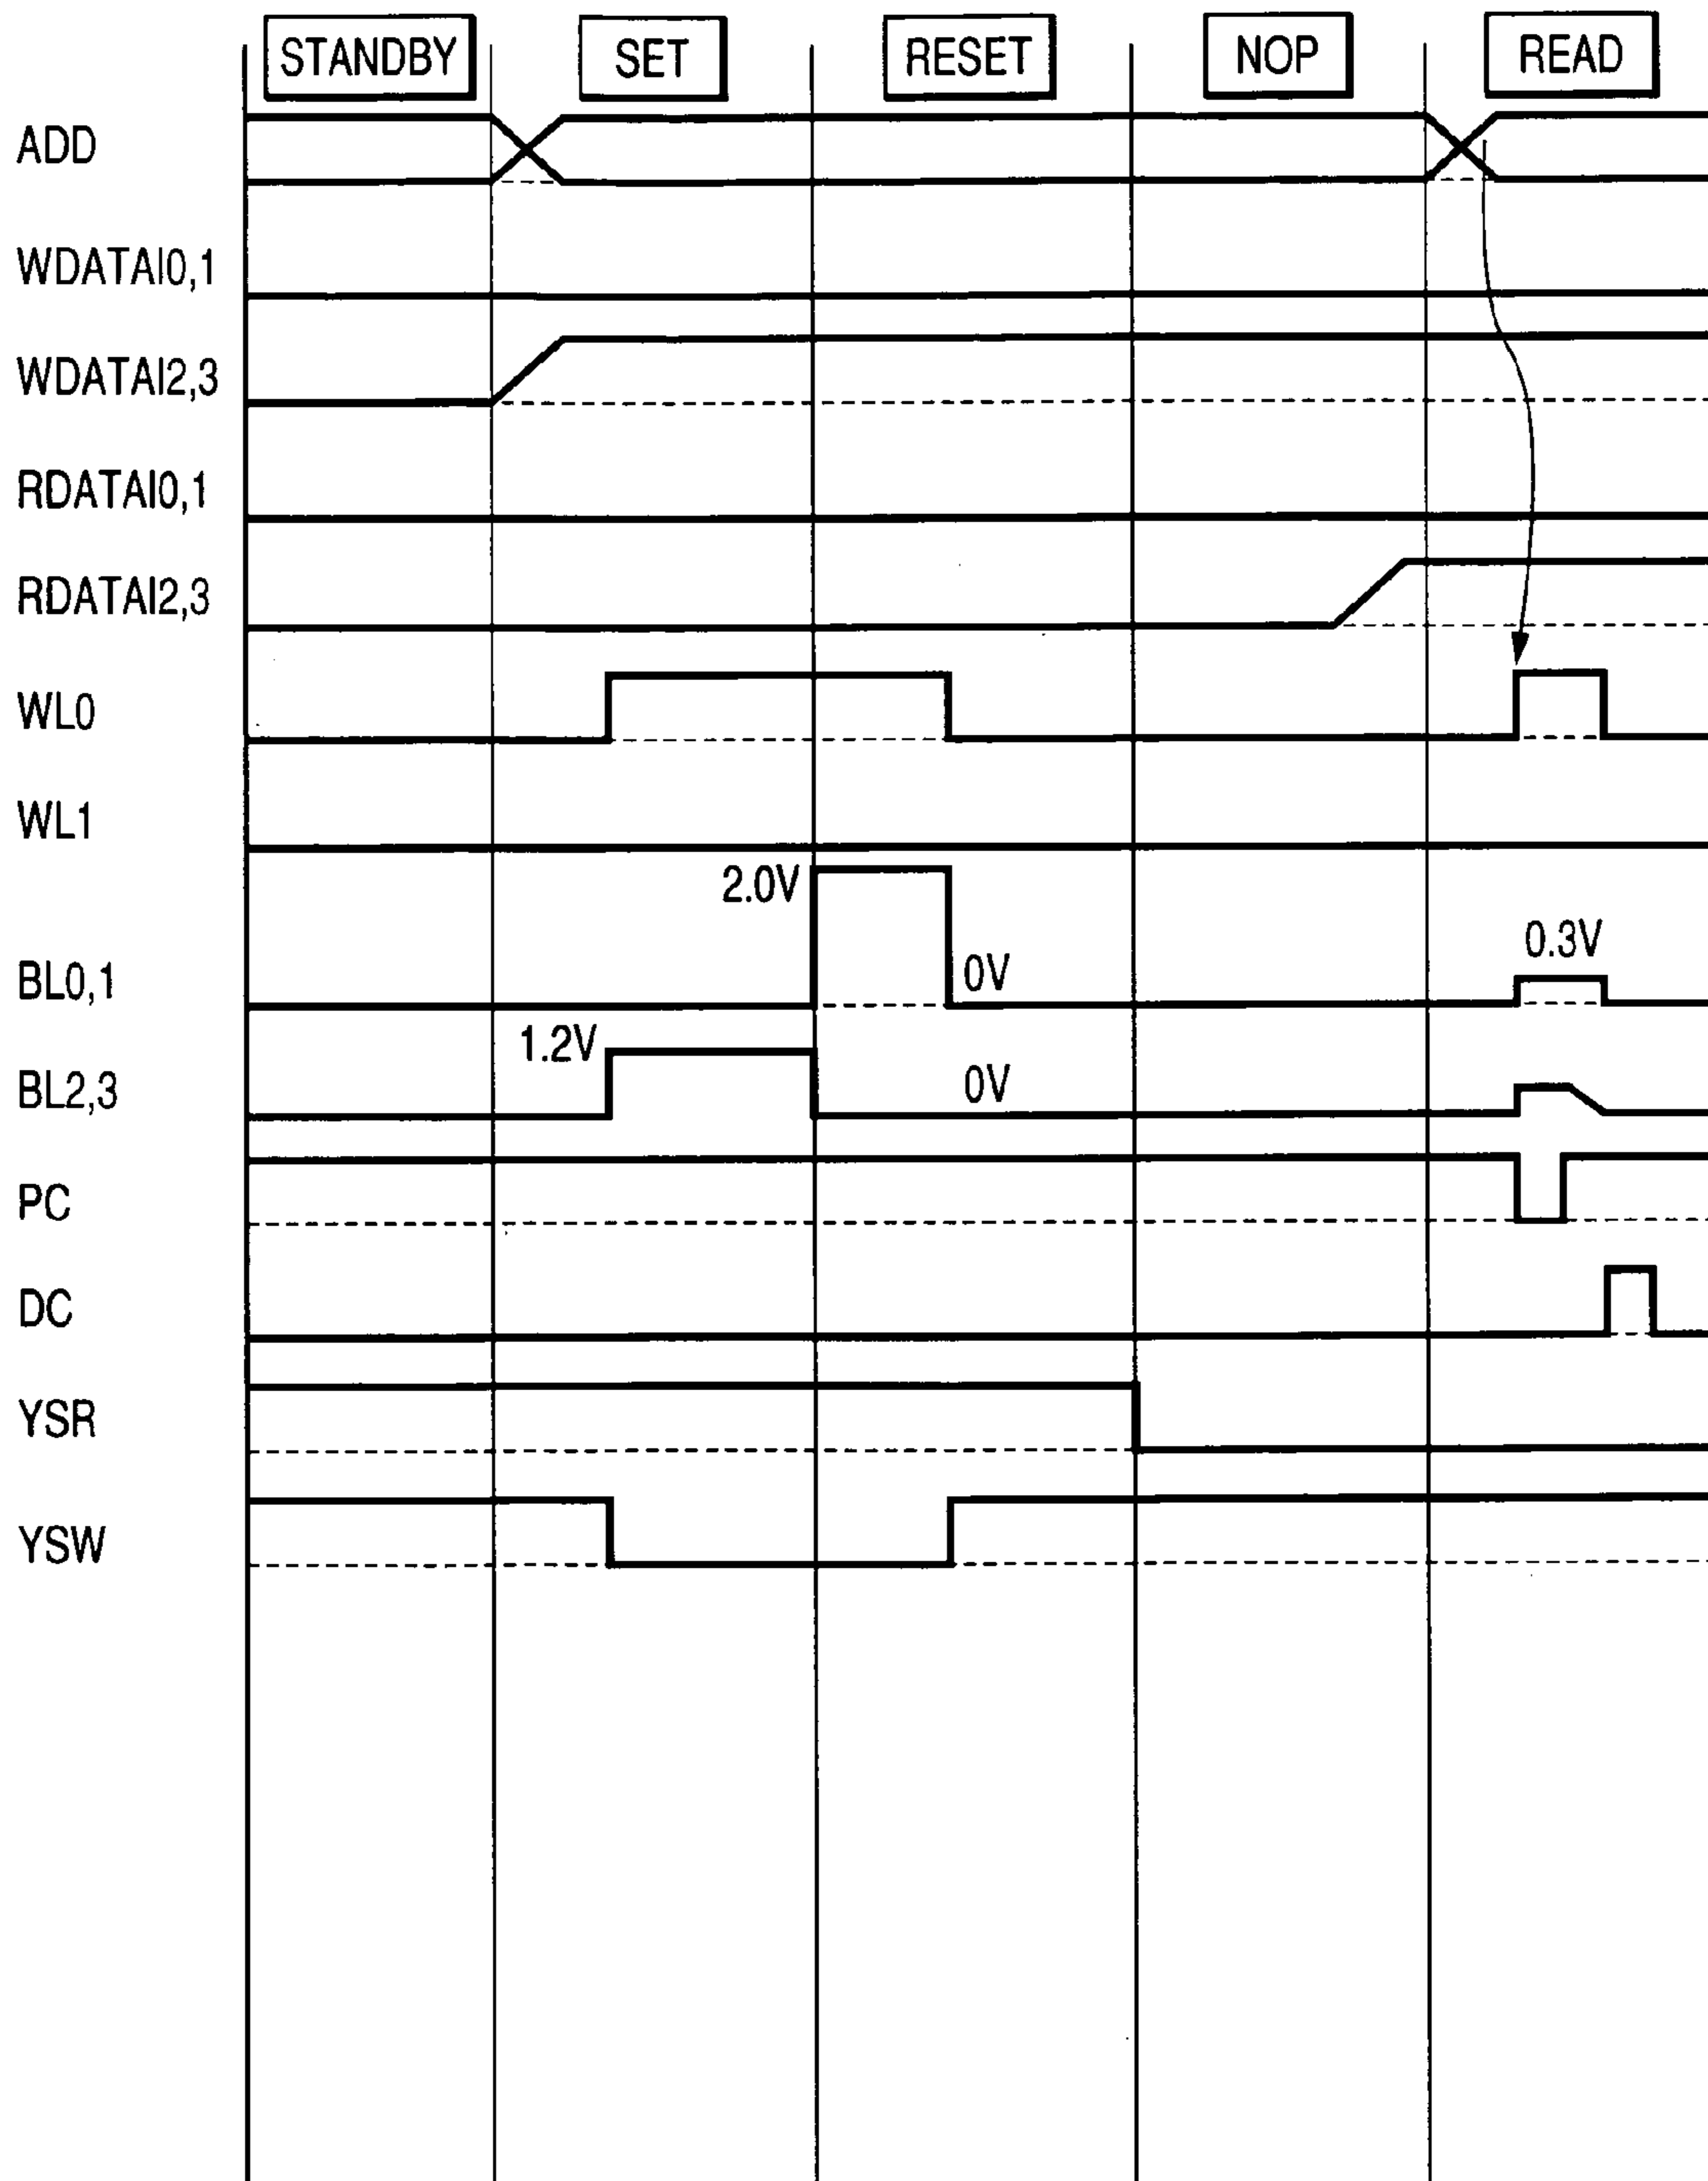 STANDBY SET RESET NOP READ
ADD
WDATAI0,1
WDATAI2,3
RDATAI0,1
RDATAI2,3
WL0
WL1
2.0V
BL0,1 0V 0.3V
1.2V
BL2,3 0V
PC
DC
YSR
YSW